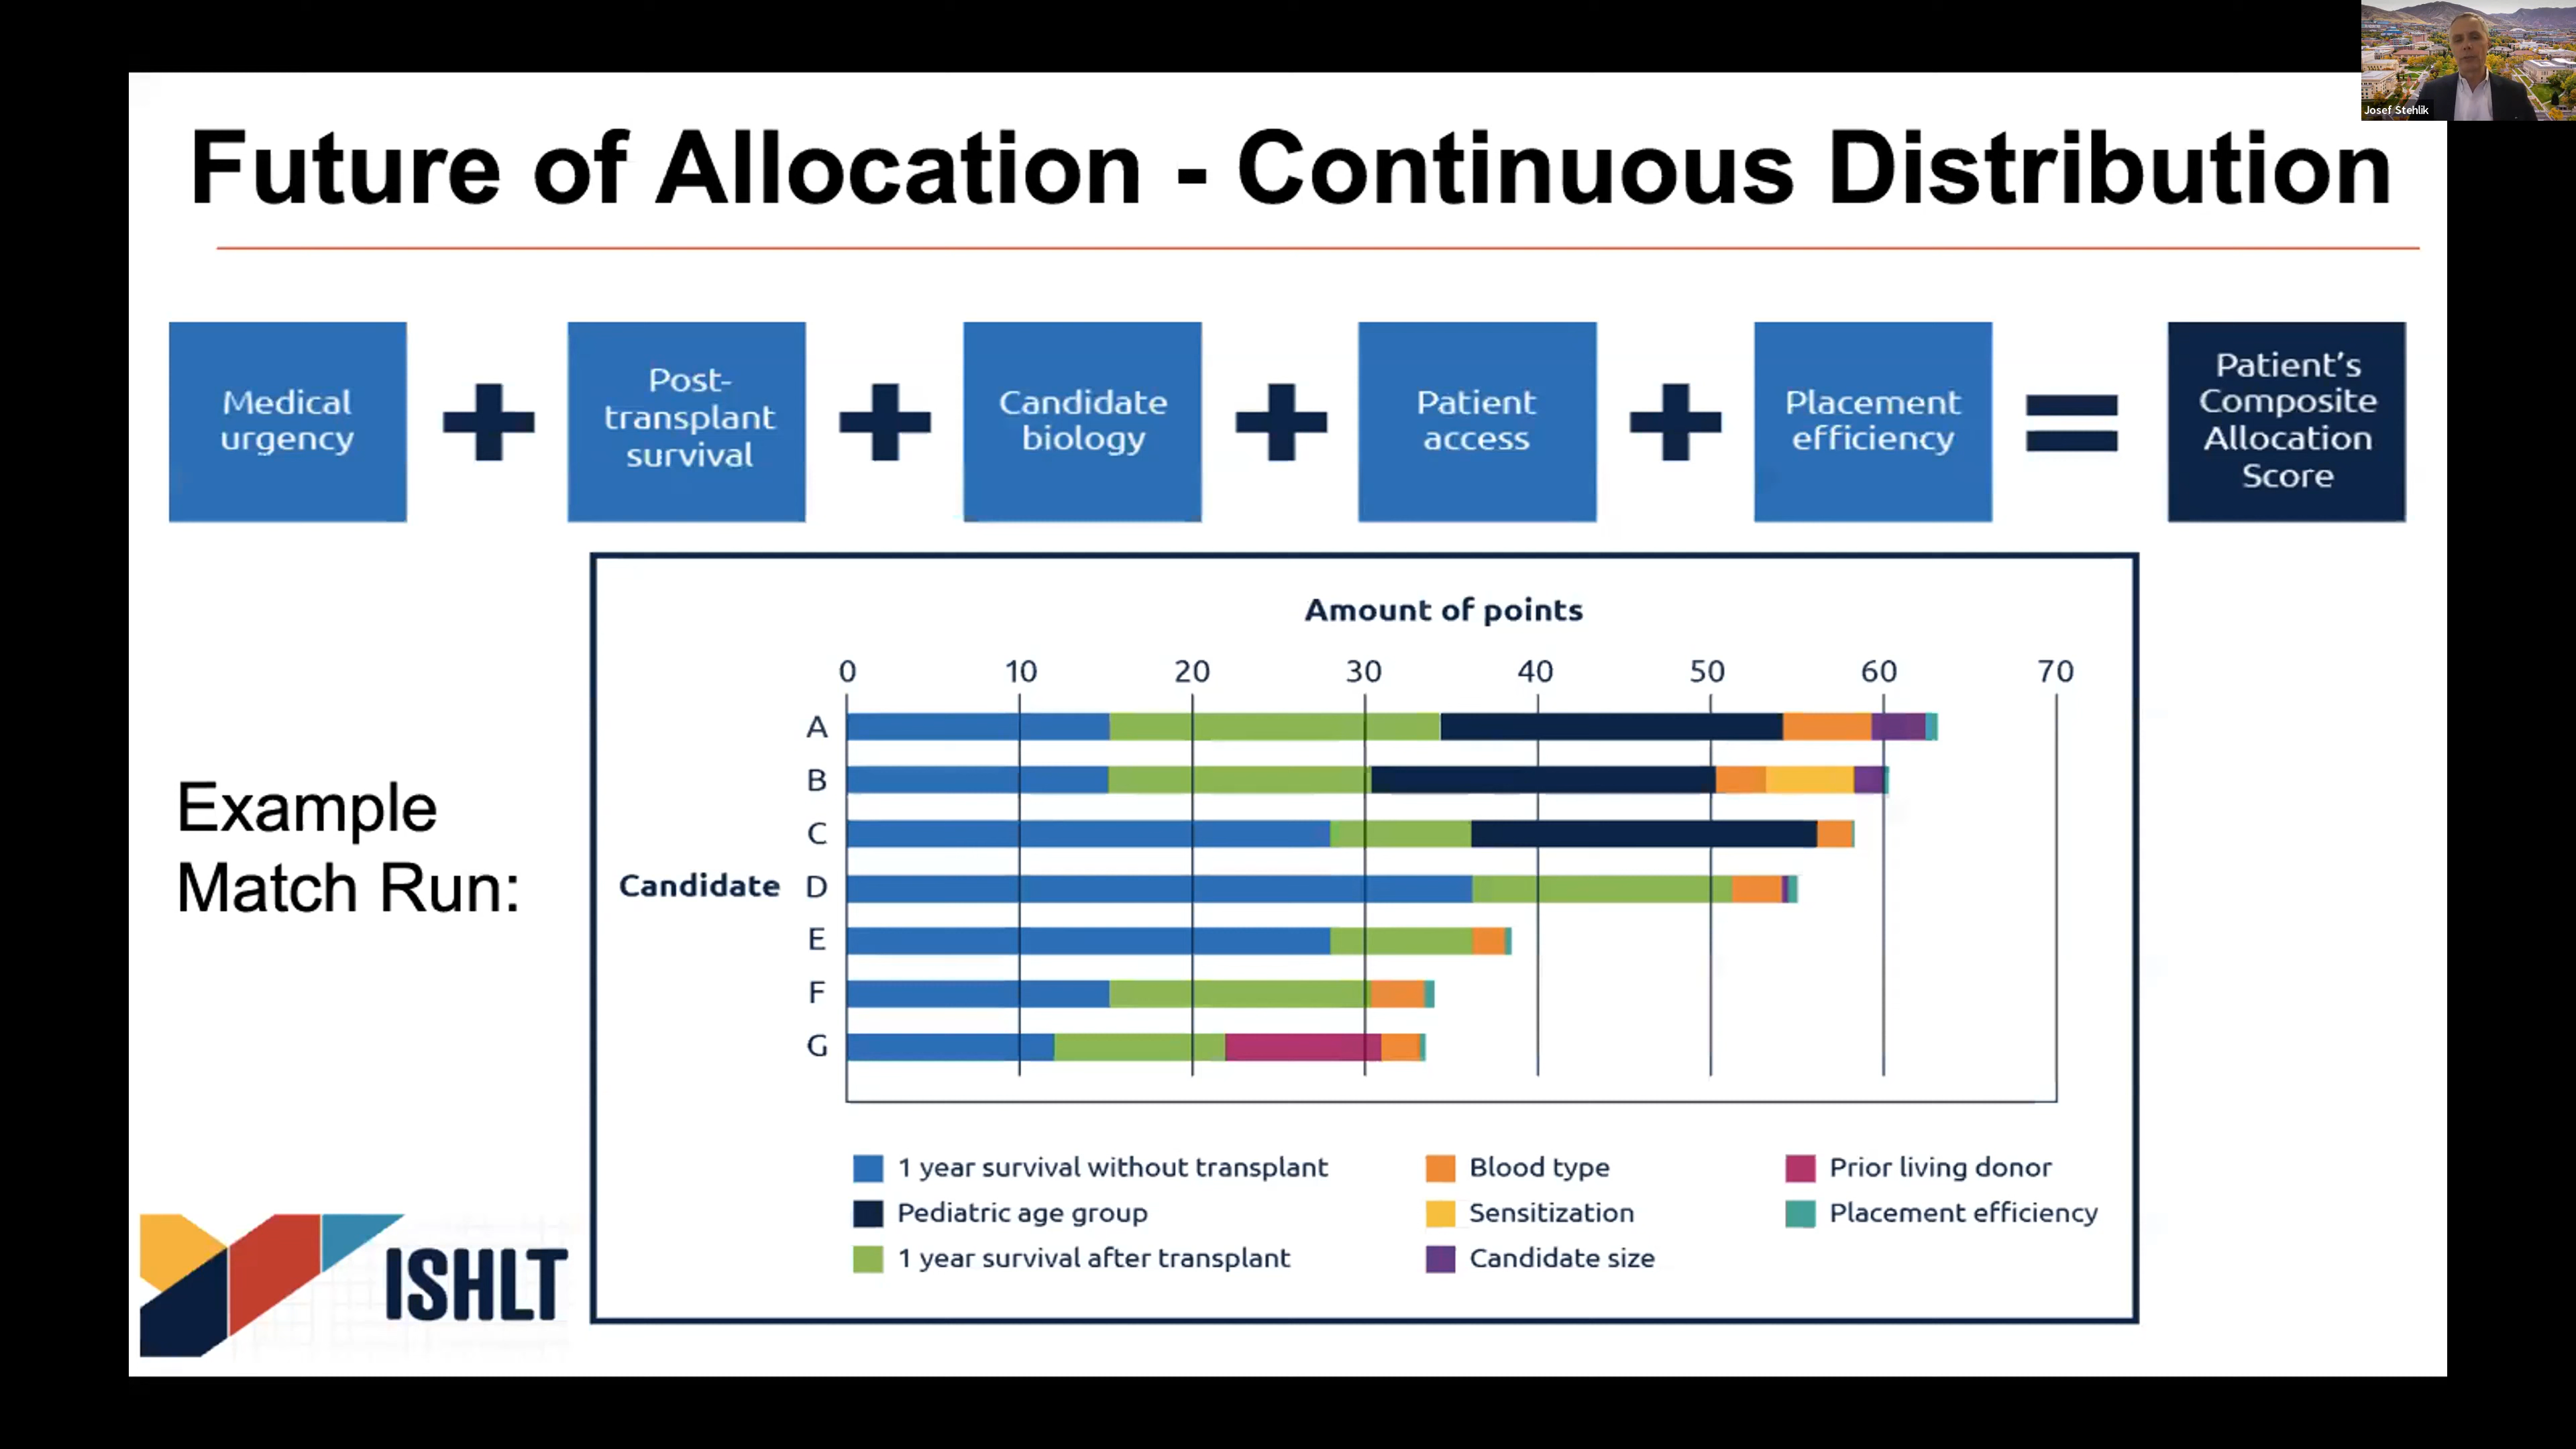 Josef Stehlik
Future of Allocation - Continuous Distribution
Medical
urgency
Post-
transplant
survival
Candidate
biology
Patient
access
Placement
efficiency
Patient's
Composite
Allocation
Score
Example
Match Run:
Amount of points
0 10 20 30 40 50 60 70
A
B
C
Candidate D
E
F
G
1 year survival without transplant
Pediatric age group
1 year survival after transplant
Blood type
Sensitization
Candidate size
Prior living donor
Placement efficiency
ISHLT